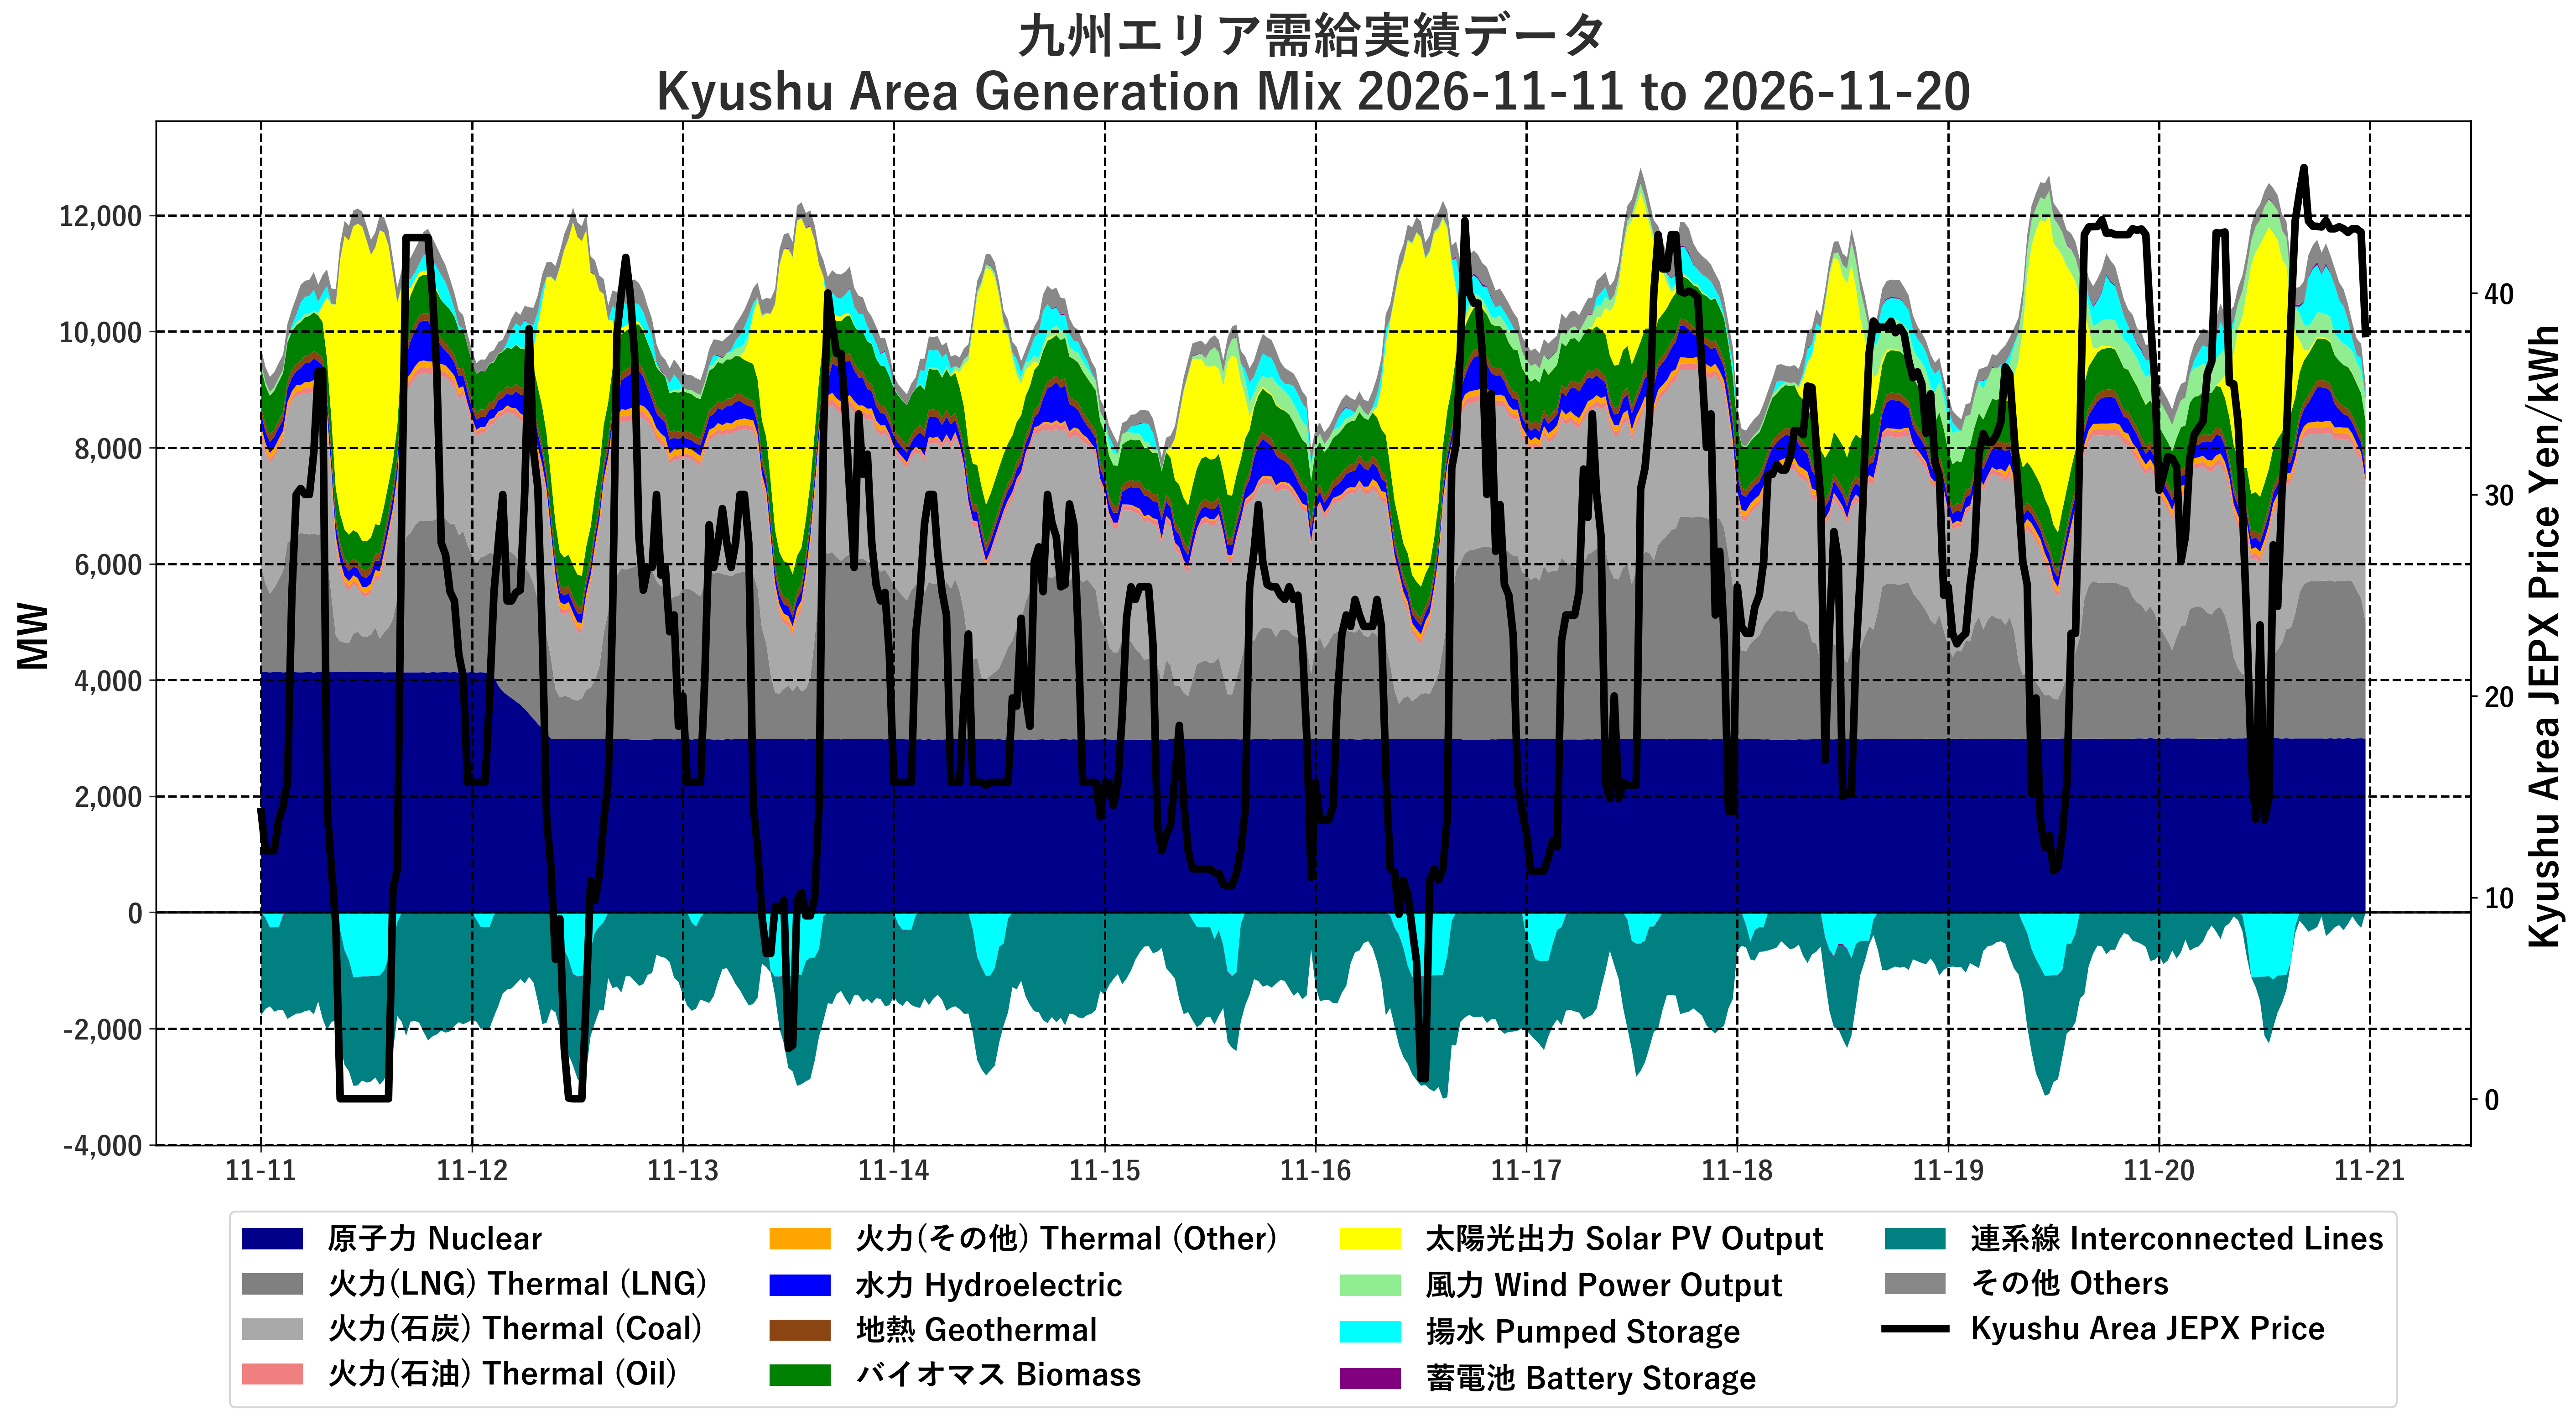 九州エリア需給実績データ
Kyushu Area Generation Mix 2026-11-11 to 2026-11-20
12,000
10,000
8,000
6,000
4,000
2,000
0
-2,000
-4,000
MW
40
30
20
10
0
Kyushu Area JEPX Price Yen/kWh
11-11 11-12 11-13 11-14 11-15 11-16 11-17 11-18 11-19 11-20 11-21
原子力 Nuclear
火力(LNG) Thermal (LNG)
火力(石炭) Thermal (Coal)
火力(石油) Thermal (Oil)
火力(その他) Thermal (Other)
水力 Hydroelectric
地熱 Geothermal
バイオマス Biomass
太陽光出力 Solar PV Output
風力 Wind Power Output
揚水 Pumped Storage
蓄電池 Battery Storage
連系線 Interconnected Lines
その他 Others
Kyushu Area JEPX Price